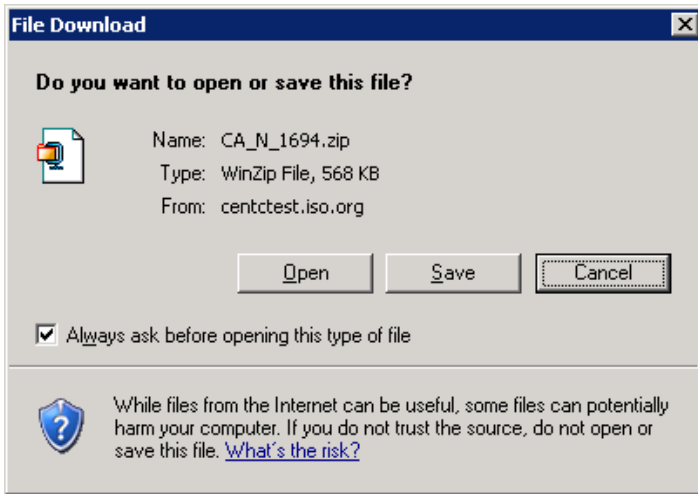 File Download
Do you want to open or save this file?
Name: CA_N_1694.zip
Type: WinZip File, 568 KB
From: centctest.iso.org
Open Save Cancel
Always ask before opening this type of file
While files from the Internet can be useful, some files can potentially
harm your computer. If you do not trust the source, do not open or
save this file. What's the risk?